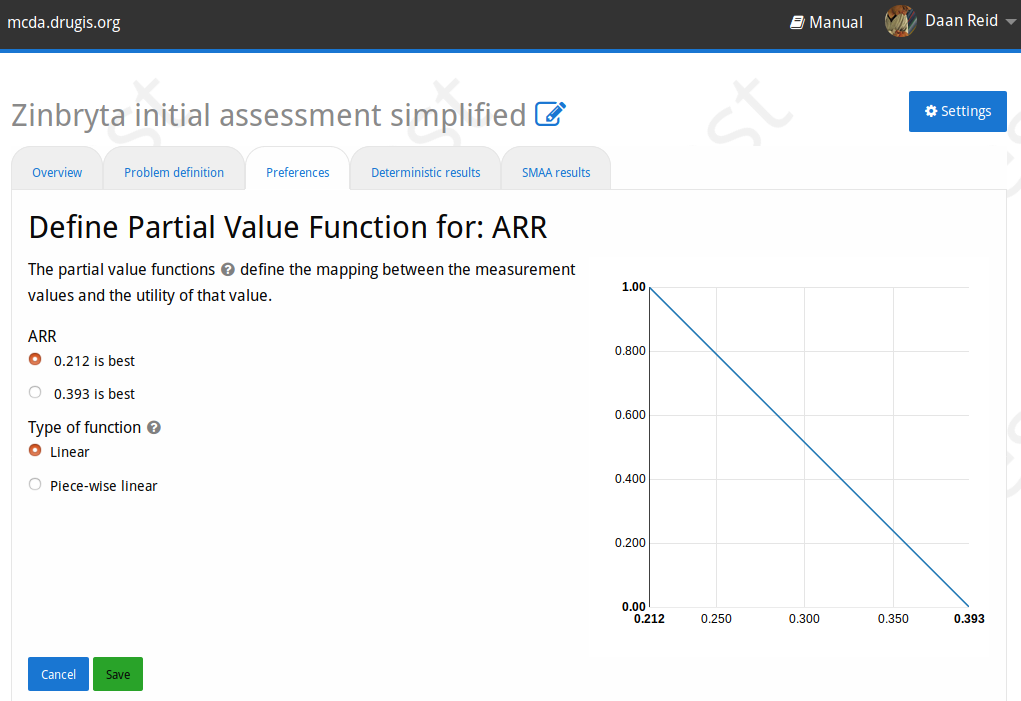 mcda.drugis.org Manual Daan Reid
Zinbryta initial assessment simplified
Settings
Overview Problem definition Preferences Deterministic results SMAA results
Define Partial Value Function for: ARR
The partial value functions ? define the mapping between the measurement
values and the utility of that value.
ARR
0.212 is best
0.393 is best
Type of function ?
Linear
Piece-wise linear
1.00
0.800
0.600
0.400
0.200
0.00
0.212 0.250 0.300 0.350 0.393
Cancel Save
st
st
st